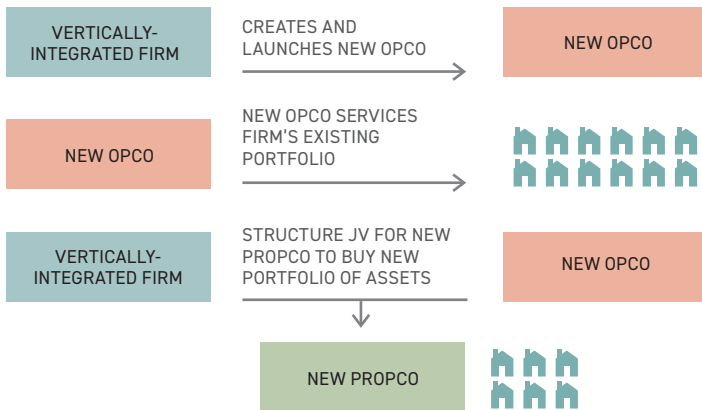 VERTICALLY-
INTEGRATED FIRM
CREATES AND
LAUNCHES NEW OPCO
NEW OPCO
NEW OPCO
NEW OPCO SERVICES
FIRM'S EXISTING
PORTFOLIO
VERTICALLY-
INTEGRATED FIRM
STRUCTURE JV FOR NEW
PROPCO TO BUY NEW
PORTFOLIO OF ASSETS
NEW OPCO
NEW PROPCO